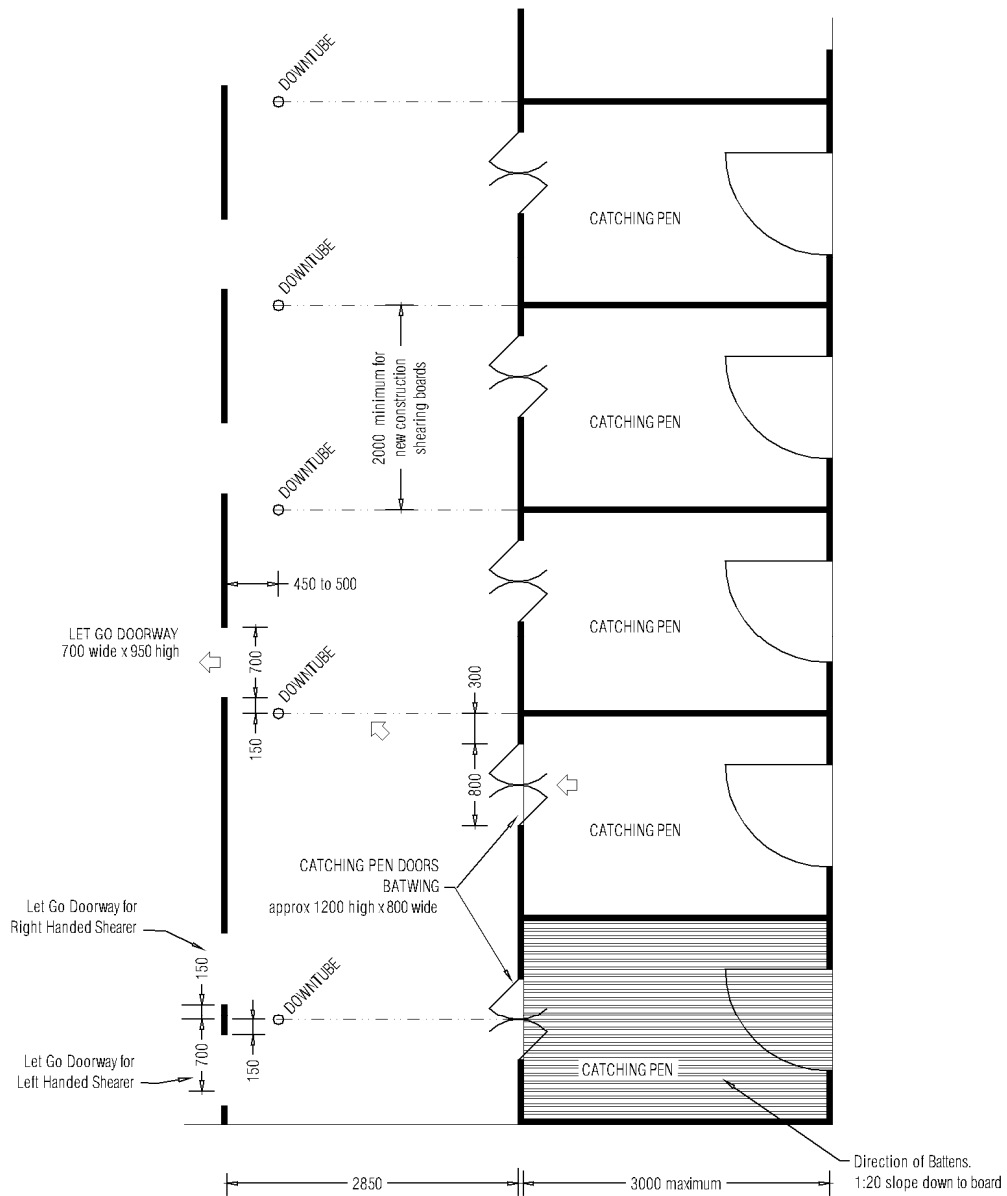 DOWNTUBE
CATCHING PEN
DOWNTUBE
2000 minimum for
new construction
shearing boards
CATCHING PEN
DOWNTUBE
450 to 500
CATCHING PEN
LET GO DOORWAY
700 wide x 950 high
700
150
DOWNTUBE
300
800
CATCHING PEN
CATCHING PEN DOORS
BATWING
approx 1200 high x 800 wide
Let Go Doorway for
Right Handed Shearer
150
DOWNTUBE
700
150
Let Go Doorway for
Left Handed Shearer
CATCHING PEN
Direction of Battens.
1:20 slope down to board
2850
3000 maximum